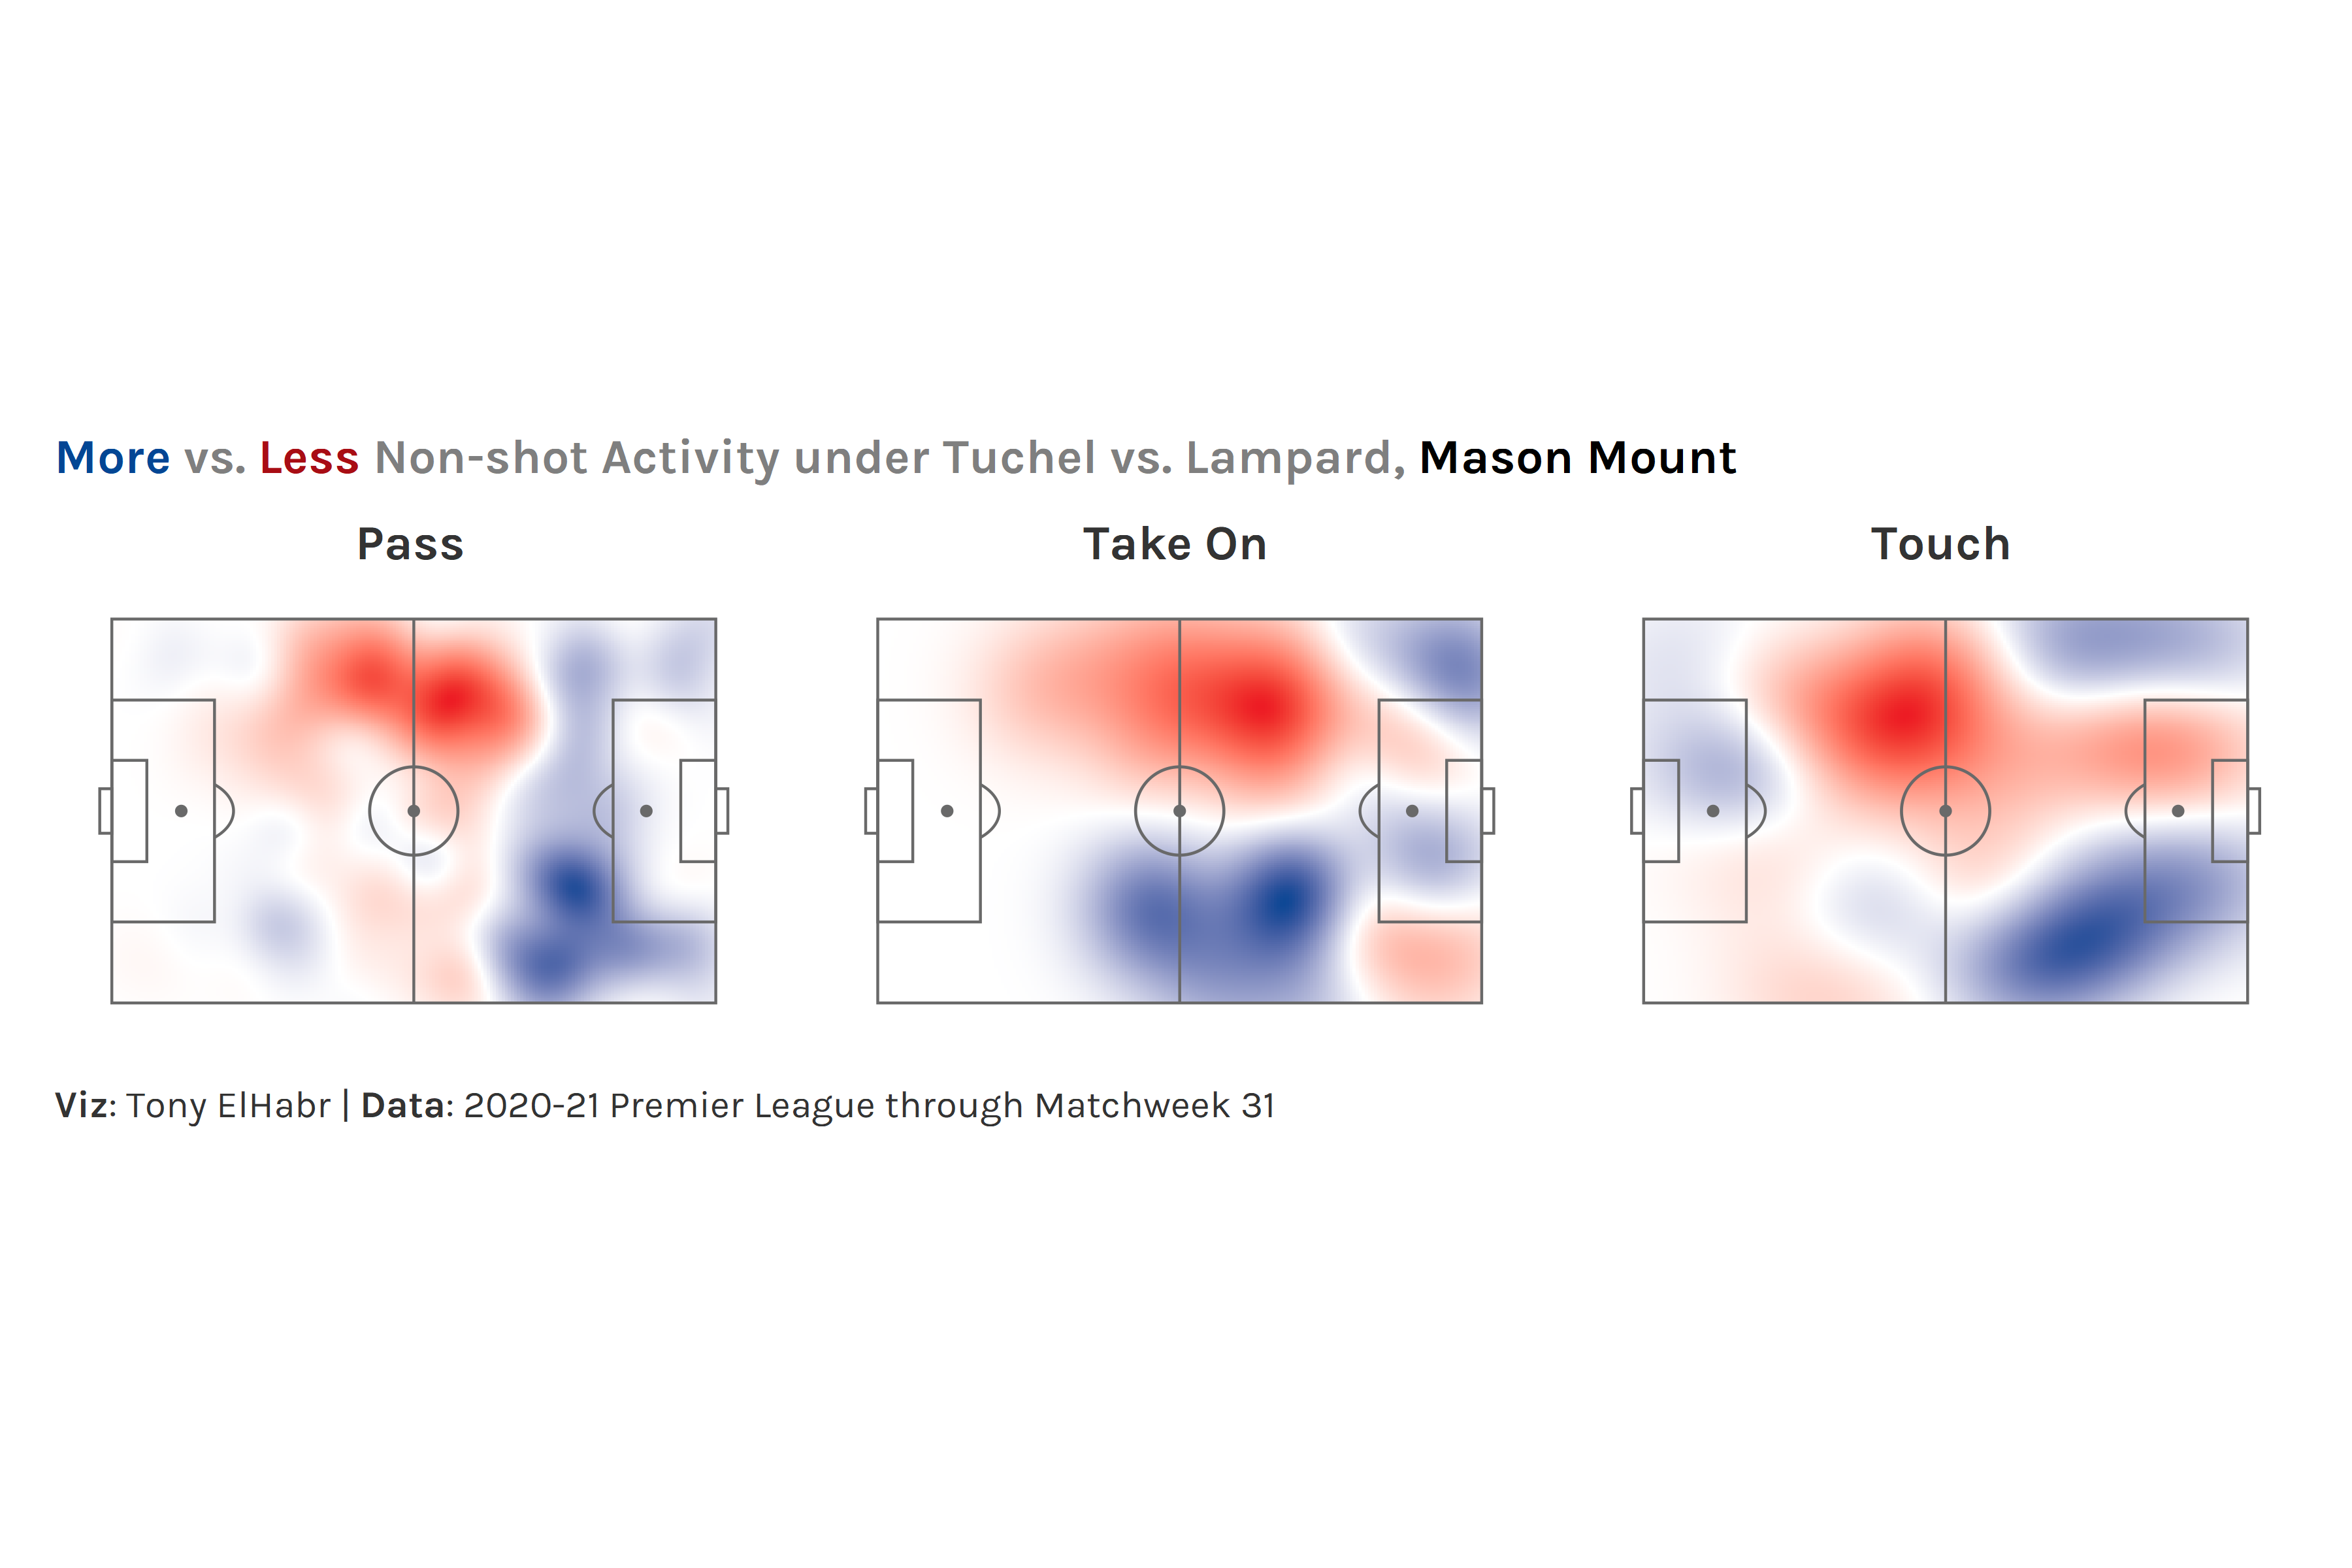 More vs. Less Non-shot Activity under Tuchel vs. Lampard, Mason Mount
Pass
Take On
Touch
Viz: Tony ElHabr | Data: 2020-21 Premier League through Matchweek 31